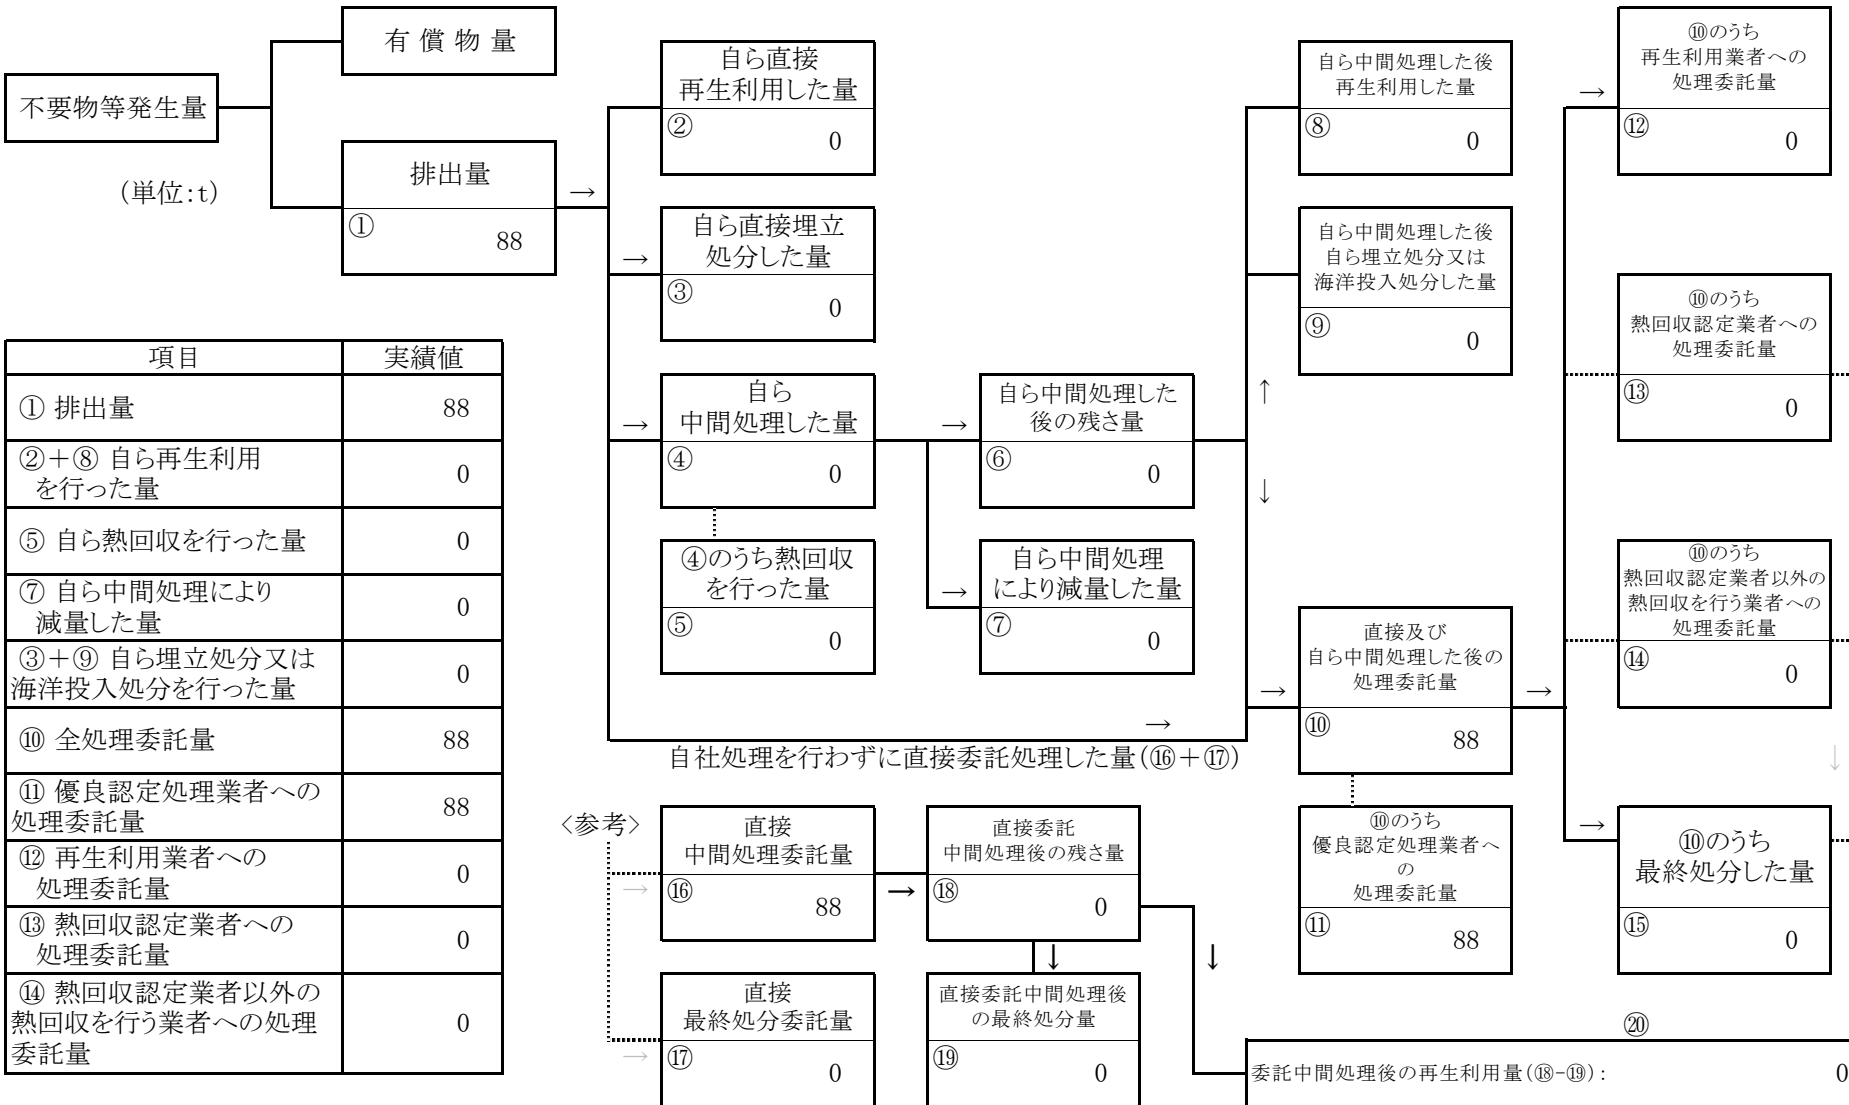 不要物等発生量
(単位:t)
有 償 物 量
排出量
①
88
→
自ら直接
再生利用した量
②
0
→
自ら直接埋立
処分した量
③
0
→
自ら
中間処理した量
④
0
④のうち熱回収
を行った量
⑤
0
→
自ら中間処理した
後の残さ量
⑥
0
→
自ら中間処理
により減量した量
⑦
0
→
自社処理を行わずに直接委託処理した量(⑯+⑰)
↑
↓
自ら中間処理した後
再生利用した量
⑧
0
自ら中間処理した後
自ら埋立処分又は
海洋投入処分した量
⑨
0
→
直接及び
自ら中間処理した後の
処理委託量
⑩
88
⑩のうち
優良認定処理業者へ
の
処理委託量
⑪
88
→
→
⑩のうち
再生利用業者への
処理委託量
⑫
0
⑩のうち
熱回収認定業者への
処理委託量
⑬
0
⑩のうち
熱回収認定業者以外の
熱回収を行う業者への
処理委託量
⑭
0
↓
→
⑩のうち
最終処分した量
⑮
0
項目 実績値
① 排出量 88
②+⑧ 自ら再生利用
を行った量 0
⑤ 自ら熱回収を行った量 0
⑦ 自ら中間処理により
減量した量 0
③+⑨ 自ら埋立処分又は
海洋投入処分を行った量 0
⑩ 全処理委託量 88
⑪ 優良認定処理業者への
処理委託量 88
⑫ 再生利用業者への
処理委託量 0
⑬ 熱回収認定業者への
処理委託量 0
⑭ 熱回収認定業者以外の
熱回収を行う業者への処理
委託量 0
〈参考〉
→
直接
中間処理委託量
⑯
88
→
直接委託
中間処理後の残さ量
⑱
0
↓
↓
→
直接
最終処分委託量
⑰
0
直接委託中間処理後
の最終処分量
⑲
0
⑳
委託中間処理後の再生利用量(⑱-⑲): 0